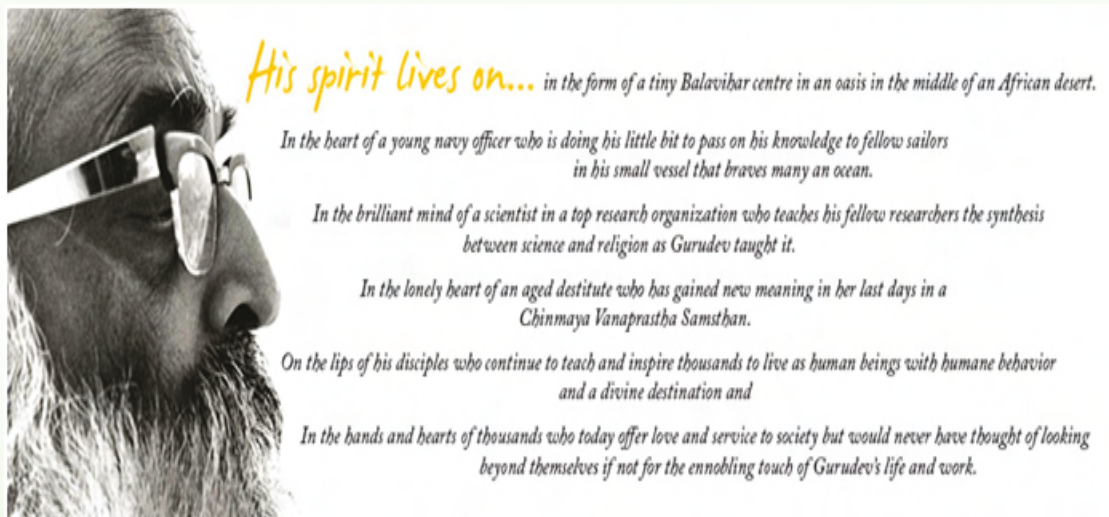 His spirit lives on... in the form of a tiny Balavihar centre in an oasis in the middle of an African desert.
In the heart of a young navy officer who is doing his little bit to pass on his knowledge to fellow sailors
in his small vessel that braves many an ocean.
In the brilliant mind of a scientist in a top research organization who teaches his fellow researchers the synthesis
between science and religion as Gurudev taught it.
In the lonely heart of an aged destitute who has gained new meaning in her last days in a
Chinmaya Vanaprastha Samsthan.
On the lips of his disciples who continue to teach and inspire thousands to live as human beings with humane behavior
and a divine destination and
In the hands and hearts of thousands who today offer love and service to society but would never have thought of looking
beyond themselves if not for the ennobling touch of Gurudev's life and work.